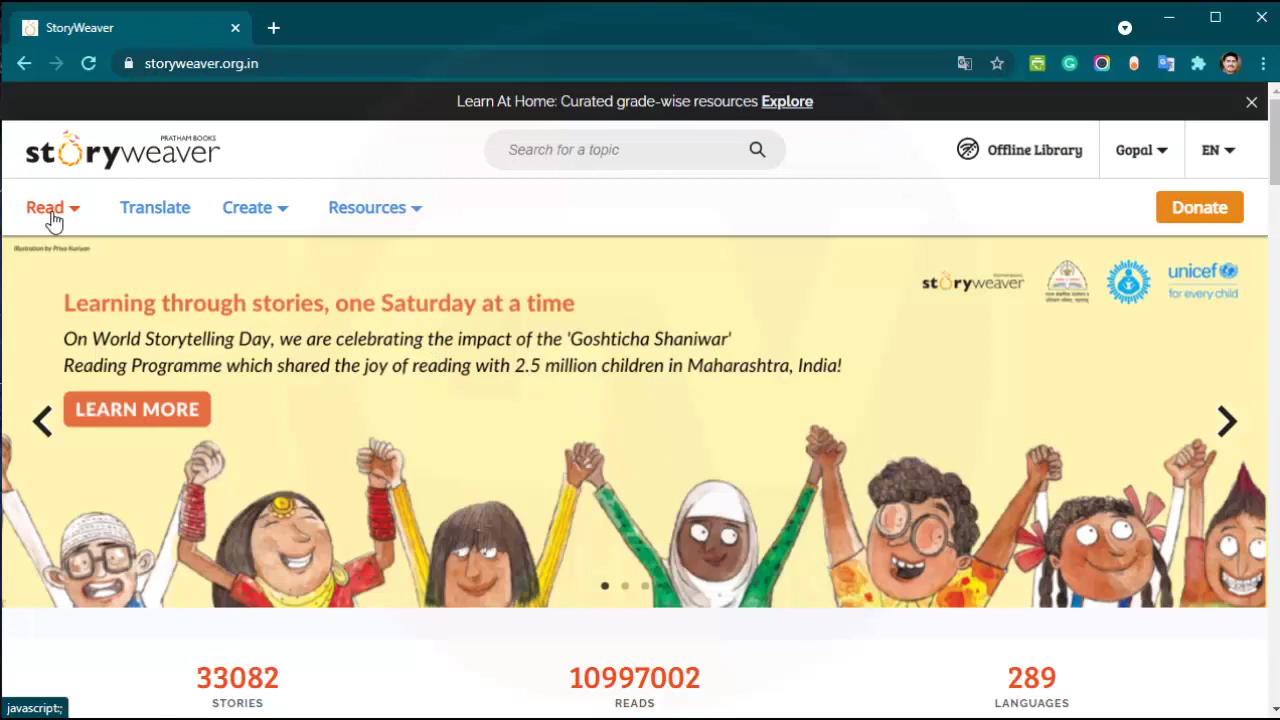 StoryWeaver
storyweaver.org.in
Learn At Home: Curated grade-wise resources Explore
PRATHAM BOOKS
storyweaver
Search for a topic
Offline Library
Gopal
EN
Read
Translate
Create
Resources
Donate
Illustration by Priya Kuriyan
storyweaver
unicef
for every child
Learning through stories, one Saturday at a time
On World Storytelling Day, we are celebrating the impact of the 'Goshticha Shaniwar'
Reading Programme which shared the joy of reading with 2.5 million children in Maharashtra, India!
LEARN MORE
33082
STORIES
10997002
READS
289
LANGUAGES
javascript:;